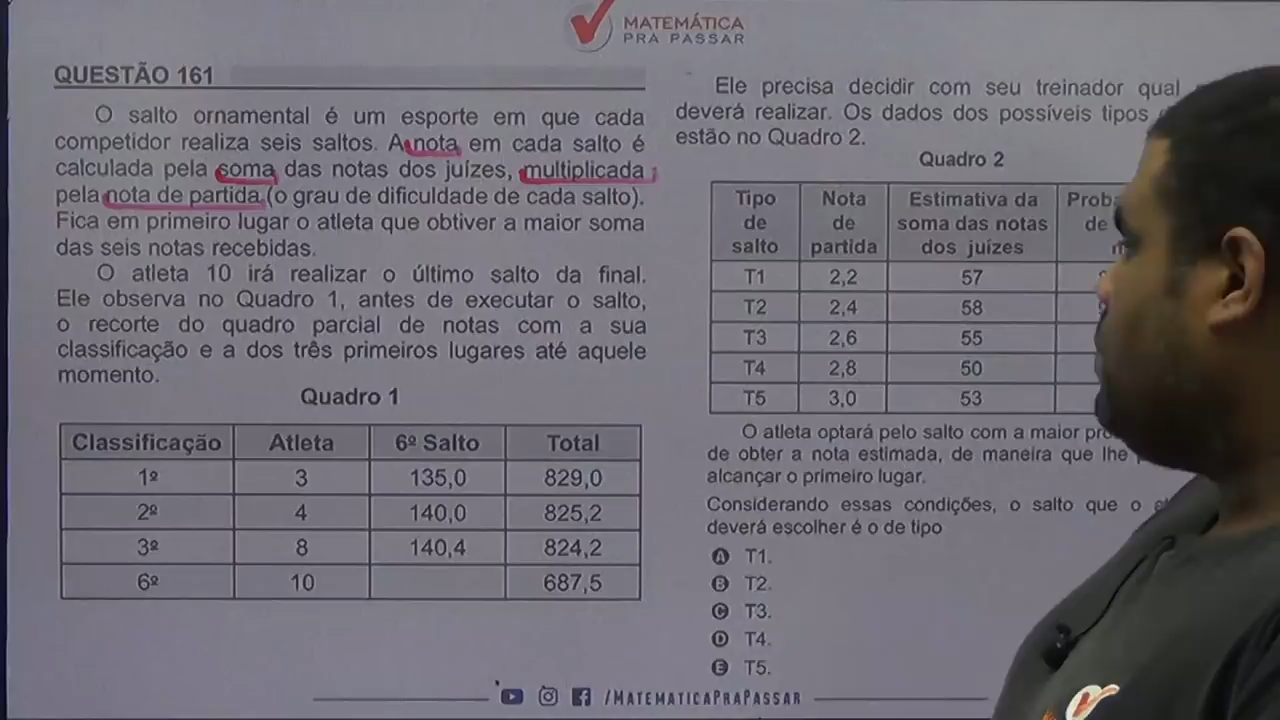 MATEMÁTICA
PRA PASSAR
QUESTÃO 161
O salto ornamental é um esporte em que cada
competidor realiza seis saltos. A nota em cada salto é
calculada pela soma das notas dos juízes, multiplicada
pela nota de partida (o grau de dificuldade de cada salto).
Fica em primeiro lugar o atleta que obtiver a maior soma
das seis notas recebidas.
O atleta 10 irá realizar o último salto da final.
Ele observa no Quadro 1, antes de executar o salto,
o recorte do quadro parcial de notas com a sua
classificação e a dos três primeiros lugares até aquele
momento.
Quadro 1
Classificação Atleta 6º Salto Total
1º 3 135,0 829,0
2º 4 140,0 825,2
3º 8 140,4 824,2
6º 10 687,5
Ele precisa decidir com seu treinador qual
deverá realizar. Os dados dos possíveis tipos
estão no Quadro 2.
Quadro 2
Tipo Nota Estimativa da
de de soma das notas de
salto partida dos juízes
T1 2,2 57
T2 2,4 58
T3 2,6 55
T4 2,8 50
T5 3,0 53
O atleta optará pelo salto com a maior
de obter a nota estimada, de maneira que lhe
alcançar o primeiro lugar.
Considerando essas condições, o salto que o
deverá escolher é o de tipo
A T1.
B T2.
C T3.
D T4.
E T5.
/MATEMATICAPRAPASSAR